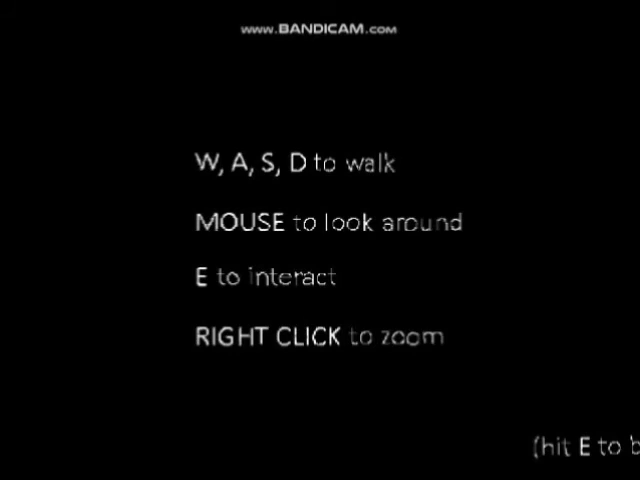 www.BANDICAM.com
W, A, S, D to walk
MOUSE to look around
E to interact
RIGHT CLICK to zoom
(hit E to